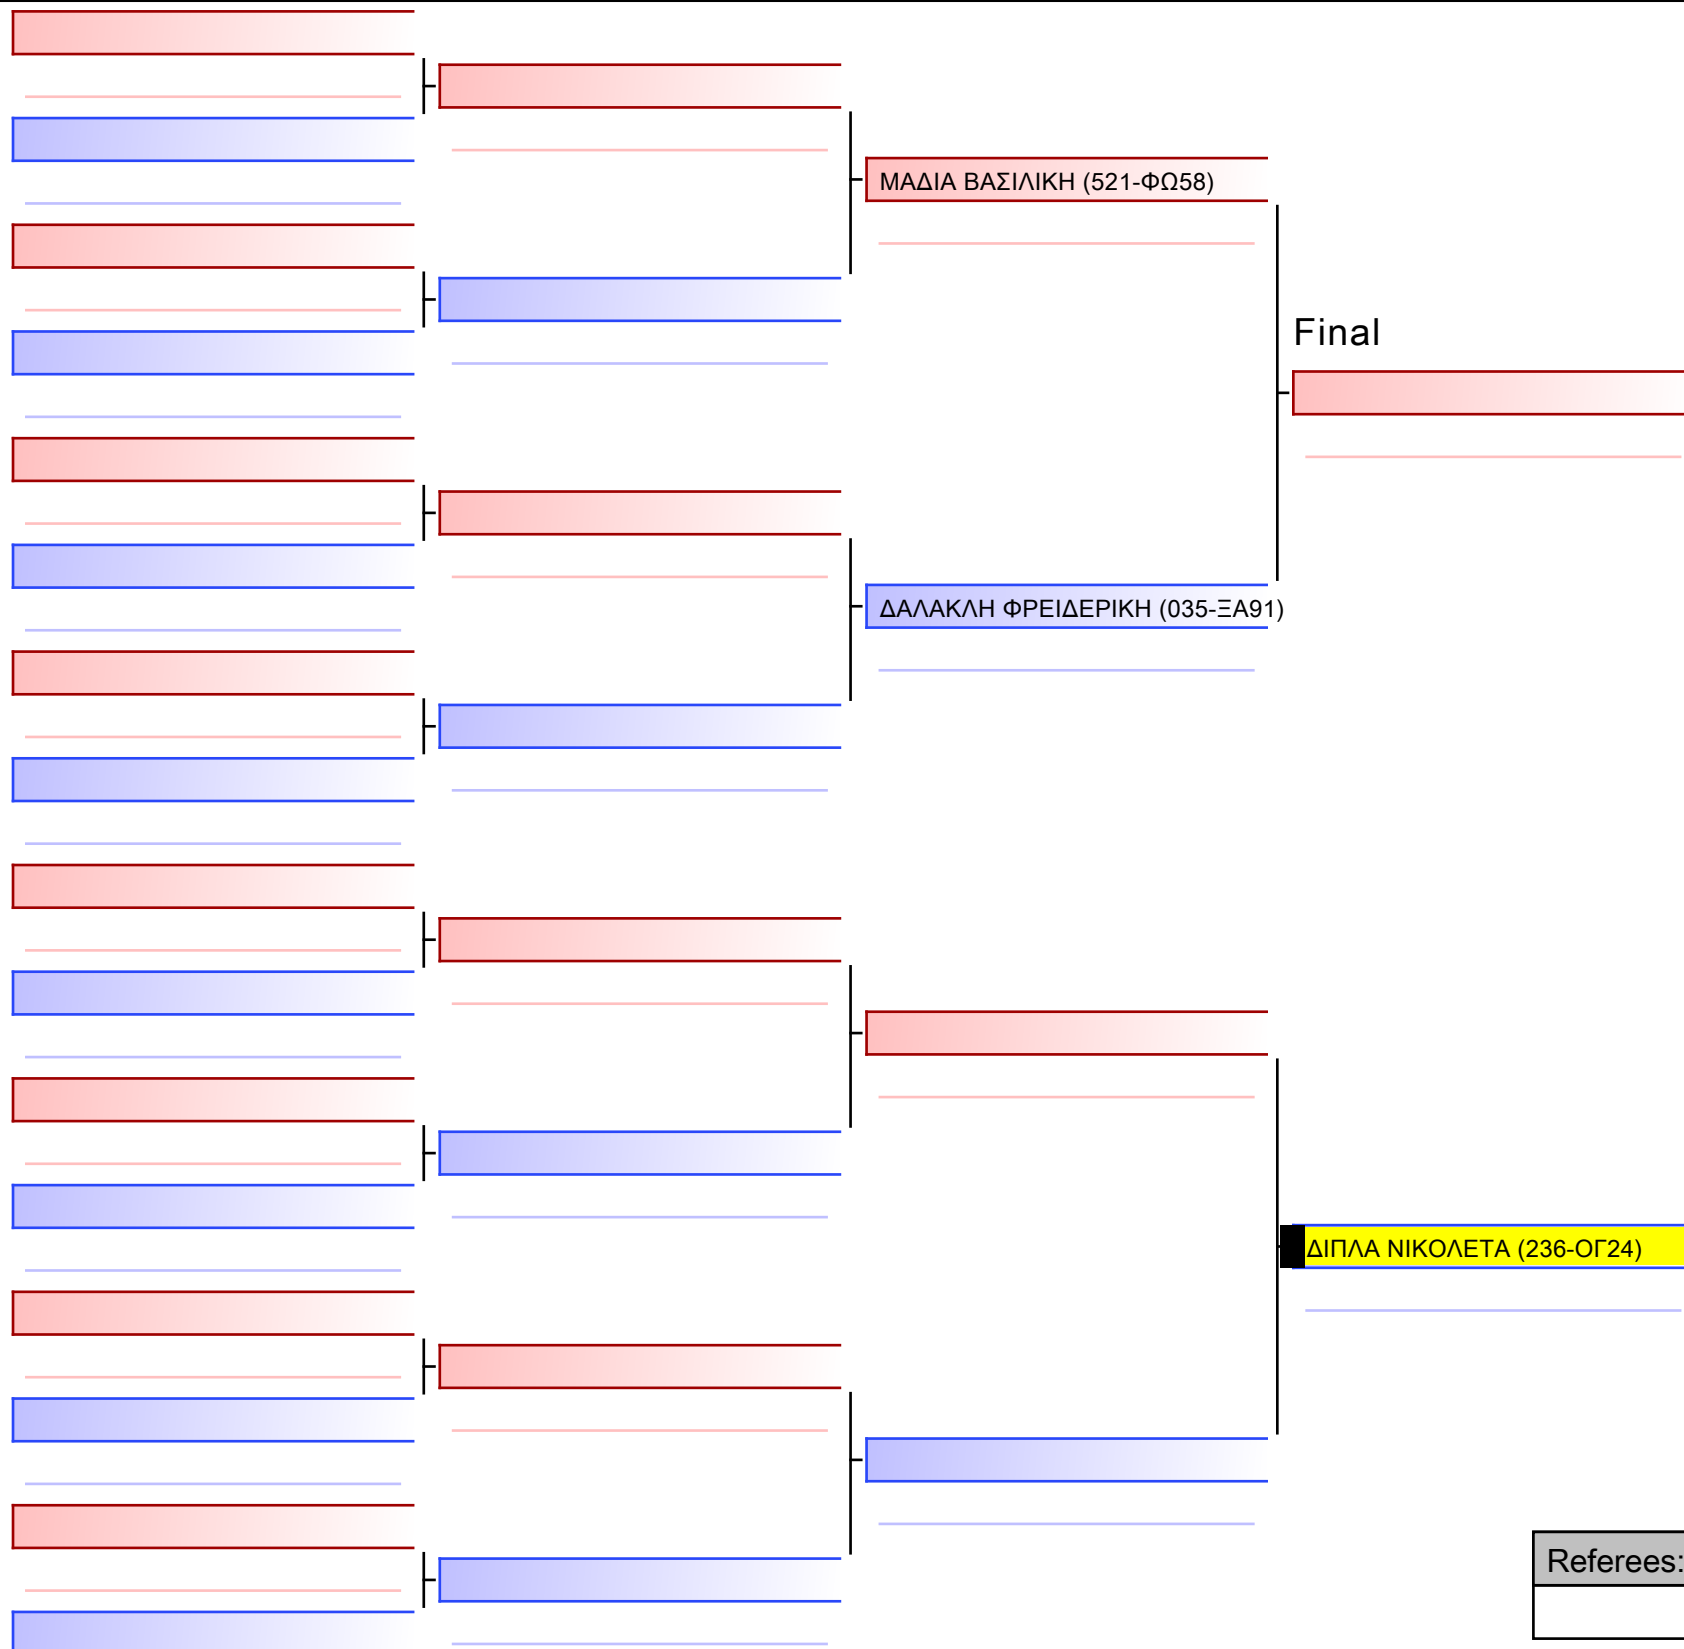 ΜΑΔΙΑ ΒΑΣΙΛΙΚΗ (521-ΦΩ58)
Final
ΔΑΛΑΚΛΗ ΦΡΕΙΔΕΡΙΚΗ (035-ΞΑ91)
ΔΙΠΛΑ ΝΙΚΟΛΕΤΑ (236-ΟΓ24)
Referees: